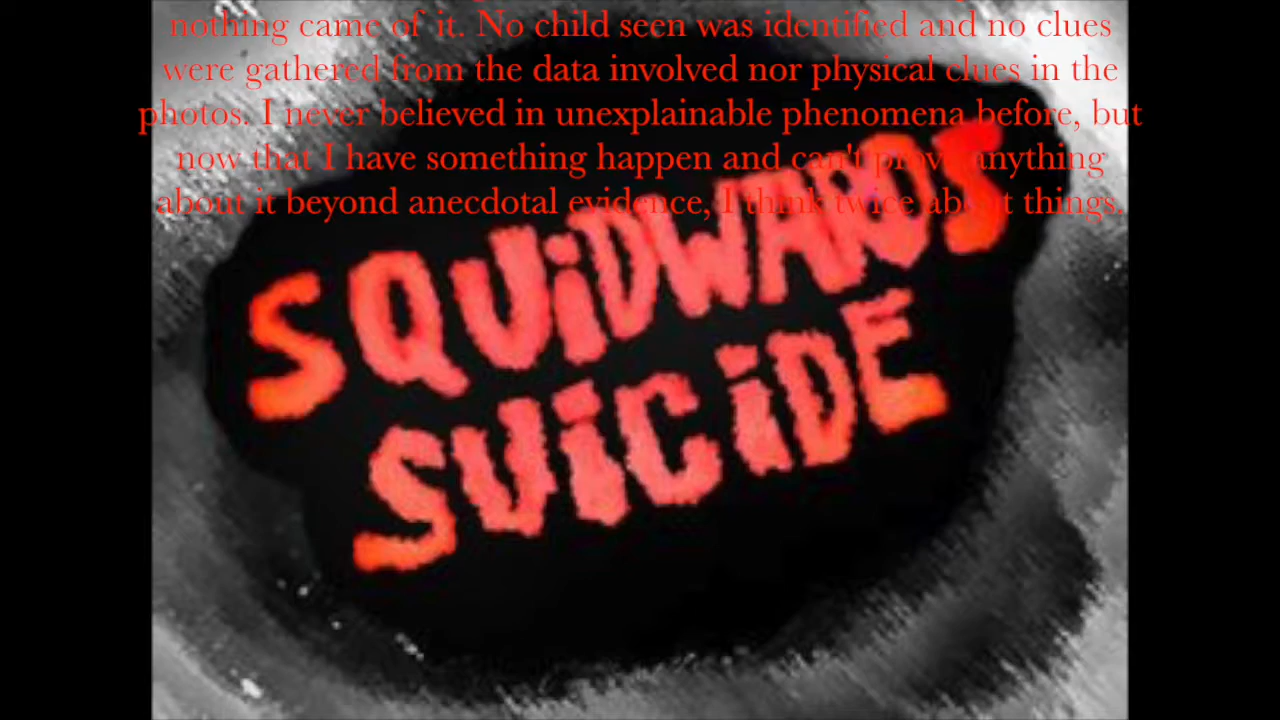 nothing came of it. No child seen was identified and no clues
were gathered from the data involved nor physical clues in the
photos. I never believed in unexplainable phenomena before, but
now that I have something happen and can't prove anything
about it beyond anecdotal evidence, I think twice about things.
SQUiDWARDS
SUiCiDE